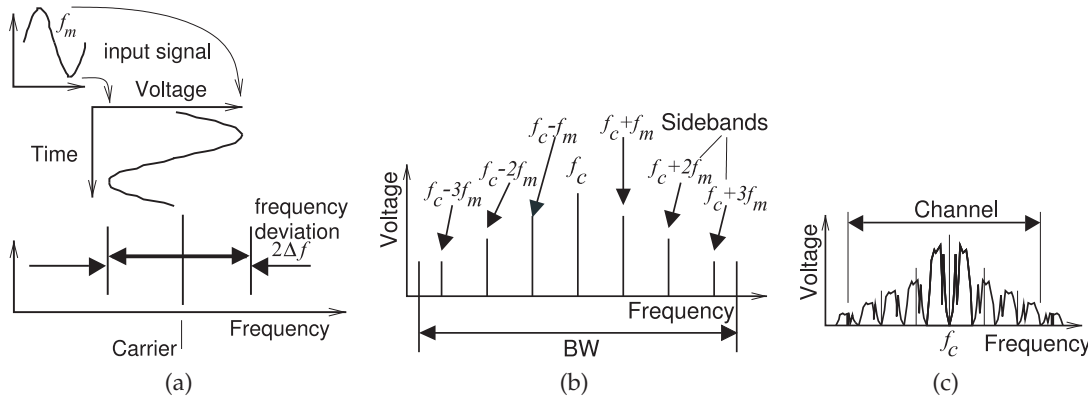 f_m
input signal
Voltage
Time
frequency
deviation
2Δf
Frequency
Carrier
(a)
Voltage
f_c-3f_m
f_c-2f_m
f_c-f_m
f_c
f_c+f_m
Sidebands
f_c+2f_m
f_c+3f_m
Frequency
BW
(b)
Voltage
Channel
f_c
Frequency
(c)